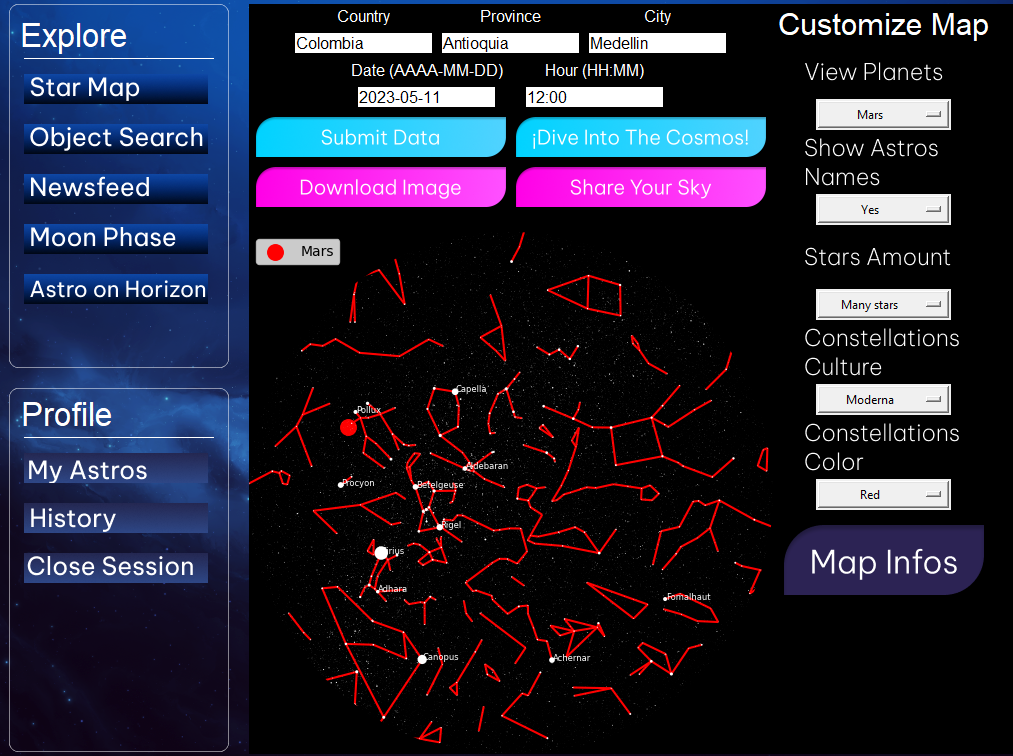 Explore
Star Map
Object Search
Newsfeed
Moon Phase
Astro on Horizon
Profile
My Astros
History
Close Session
Country Province City
Colombia Antioquia Medellin
Date (AAAA-MM-DD) Hour (HH:MM)
2023-05-11 12:00
Submit Data ¡Dive Into The Cosmos!
Download Image Share Your Sky
Mars
Capella
Pollux
Aldebaran
Procyon
Betelgeuse
Rigel
Sirius
Adhara
Fomalhaut
Canopus
Achernar
Customize Map
View Planets
Mars
Show Astros
Names
Yes
Stars Amount
Many stars
Constellations
Culture
Moderna
Constellations
Color
Red
Map Infos